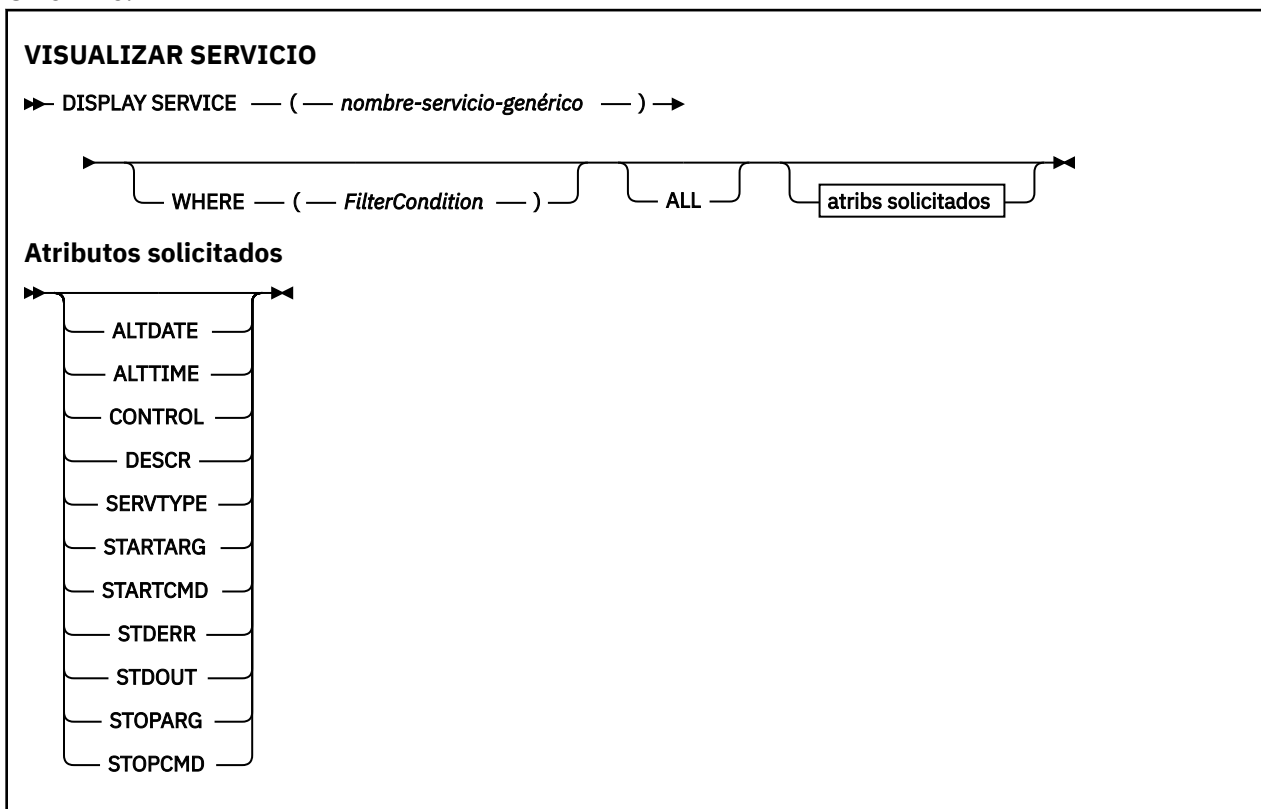 VISUALIZAR SERVICIO
DISPLAY SERVICE ( nombre-servicio-genérico )
WHERE ( FilterCondition ) ALL atribs solicitados
Atributos solicitados
ALTDATE
ALTTIME
CONTROL
DESCR
SERVTYPE
STARTARG
STARTCMD
STDERR
STDOUT
STOPARG
STOPCMD